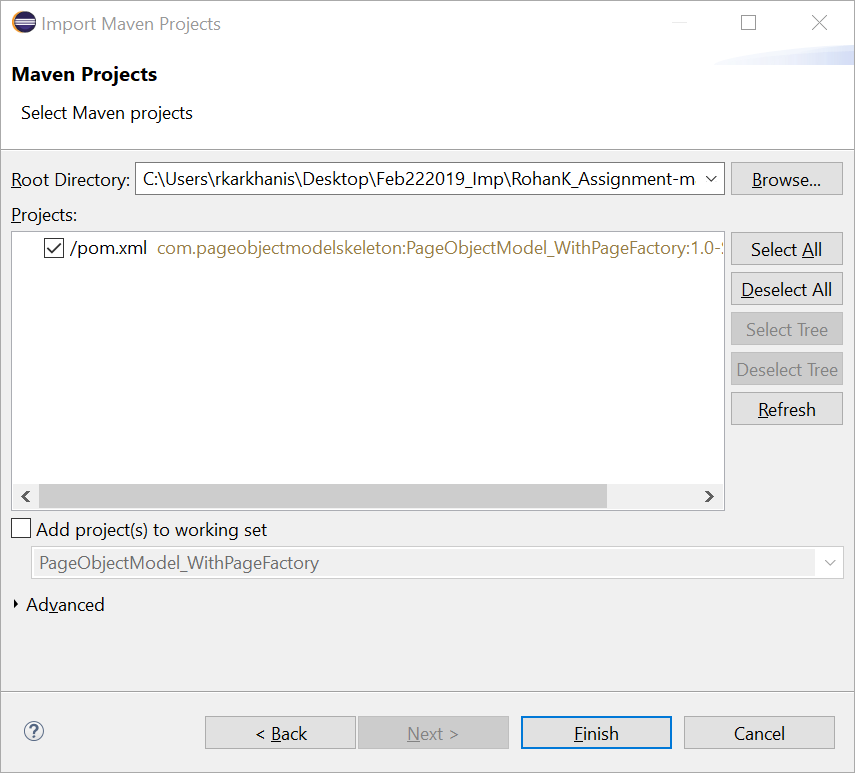 Import Maven Projects
Maven Projects
Select Maven projects
Root Directory: C:\Users\rkarkhanis\Desktop\Feb222019_Imp\RohanK_Assignment-m Browse...
Projects:
/pom.xml com.pageobjectmodelskeleton:PageObjectModel_WithPageFactory:1.0-
Select All
Deselect All
Select Tree
Deselect Tree
Refresh
Add project(s) to working set
PageObjectModel_WithPageFactory
Advanced
? < Back Next > Finish Cancel